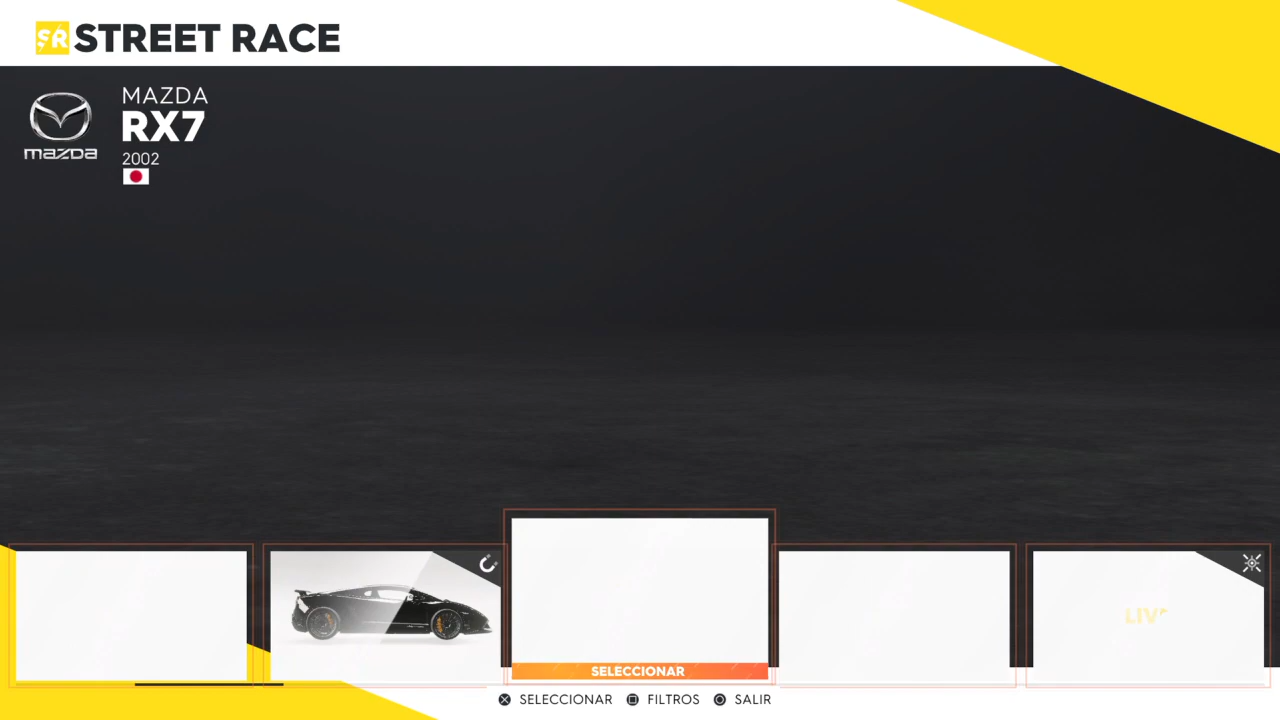 SR STREET RACE
mazda
MAZDA
RX7
2002
SELECCIONAR
SELECCIONAR FILTROS SALIR